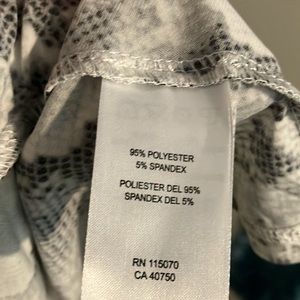 95% POLYESTER
5% SPANDEX
POLIESTER DEL 95%
SPANDEX DEL 5%
RN 115070
CA 40750